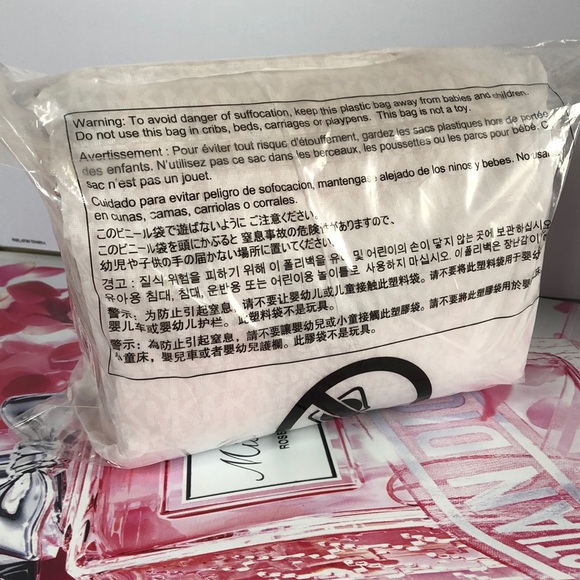 Warning: To avoid danger of suffocation, keep this plastic bag away from babies and children.
Do not use this bag in cribs, beds, carriages or playpens. This bag is not a toy.
Avertissement : Pour éviter tout risque d'étouffement, gardez les sacs plastiques hors de portée
des enfants. N'utilizes pas ce sac dans les berceaux, les poussettes ou les parcs pour bébé. C
sac n'est pas un jouet.
Cuidado para evitar peligro de sofocacion, mantengas alejado de los ninos y bebes. No usa
en cunas, camas, carriolas o corrales.
このビニール袋で遊ばないように ご注意ください。
このビニール袋を頭にかぶると 窒息事故の危険性がありますので、
幼児や子供の手の届かない場所に置いてください。
경고 : 질식 위험을 피하기 위해 이 폴리백을 유아 및 어린이의 손이 닿지 않는 곳에 보관하십시오
유아용 침대, 침대, 운반용 또는 어린이용 놀이틀로 사용하지 마십시오. 이 폴리백은 장난감이
警示: 为防止引起窒息, 请不要让婴幼儿或儿童接触此塑料袋。请不要将此塑料袋用于婴幼
婴儿车或婴幼儿护栏。此塑料袋不是玩具。
警示: 為防止引起窒息, 請不要讓嬰幼兒或小童接觸此塑膠袋。請不要將此塑膠袋用於嬰
小童床, 嬰兒車或者嬰幼兒護欄。此膠袋不是玩具。